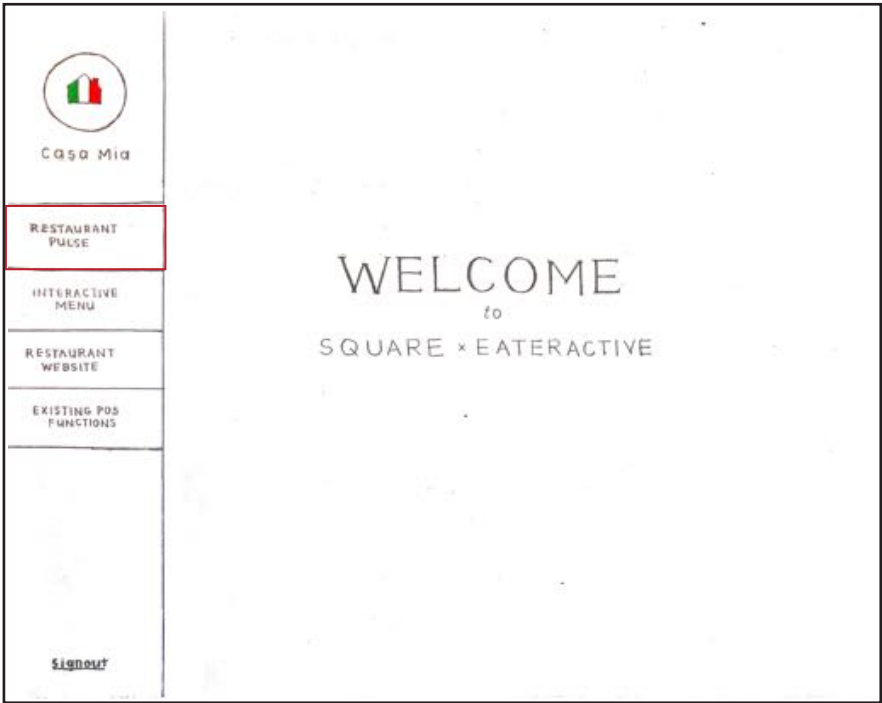 Casa Mia
RESTAURANT
PULSE
INTERACTIVE
MENU
RESTAURANT
WEBSITE
EXISTING POS
FUNCTIONS
Signout
WELCOME
to
SQUARE × EATERACTIVE